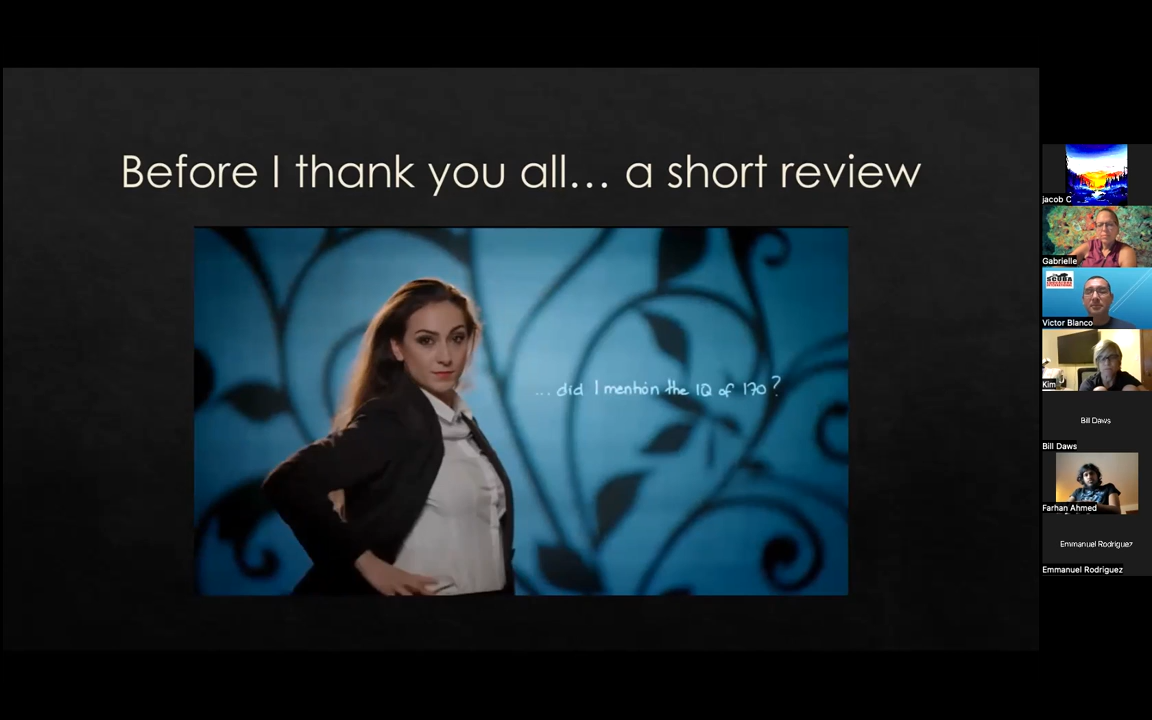 Before I thank you all... a short review
...did I mention the IQ of 170?
jacob C
Gabrielle
SCUBA
Victor Blanco
Kim
Bill Daws
Bill Daws
Farhan Ahmed
Emmanuel Rodriguez
Emmanuel Rodriguez